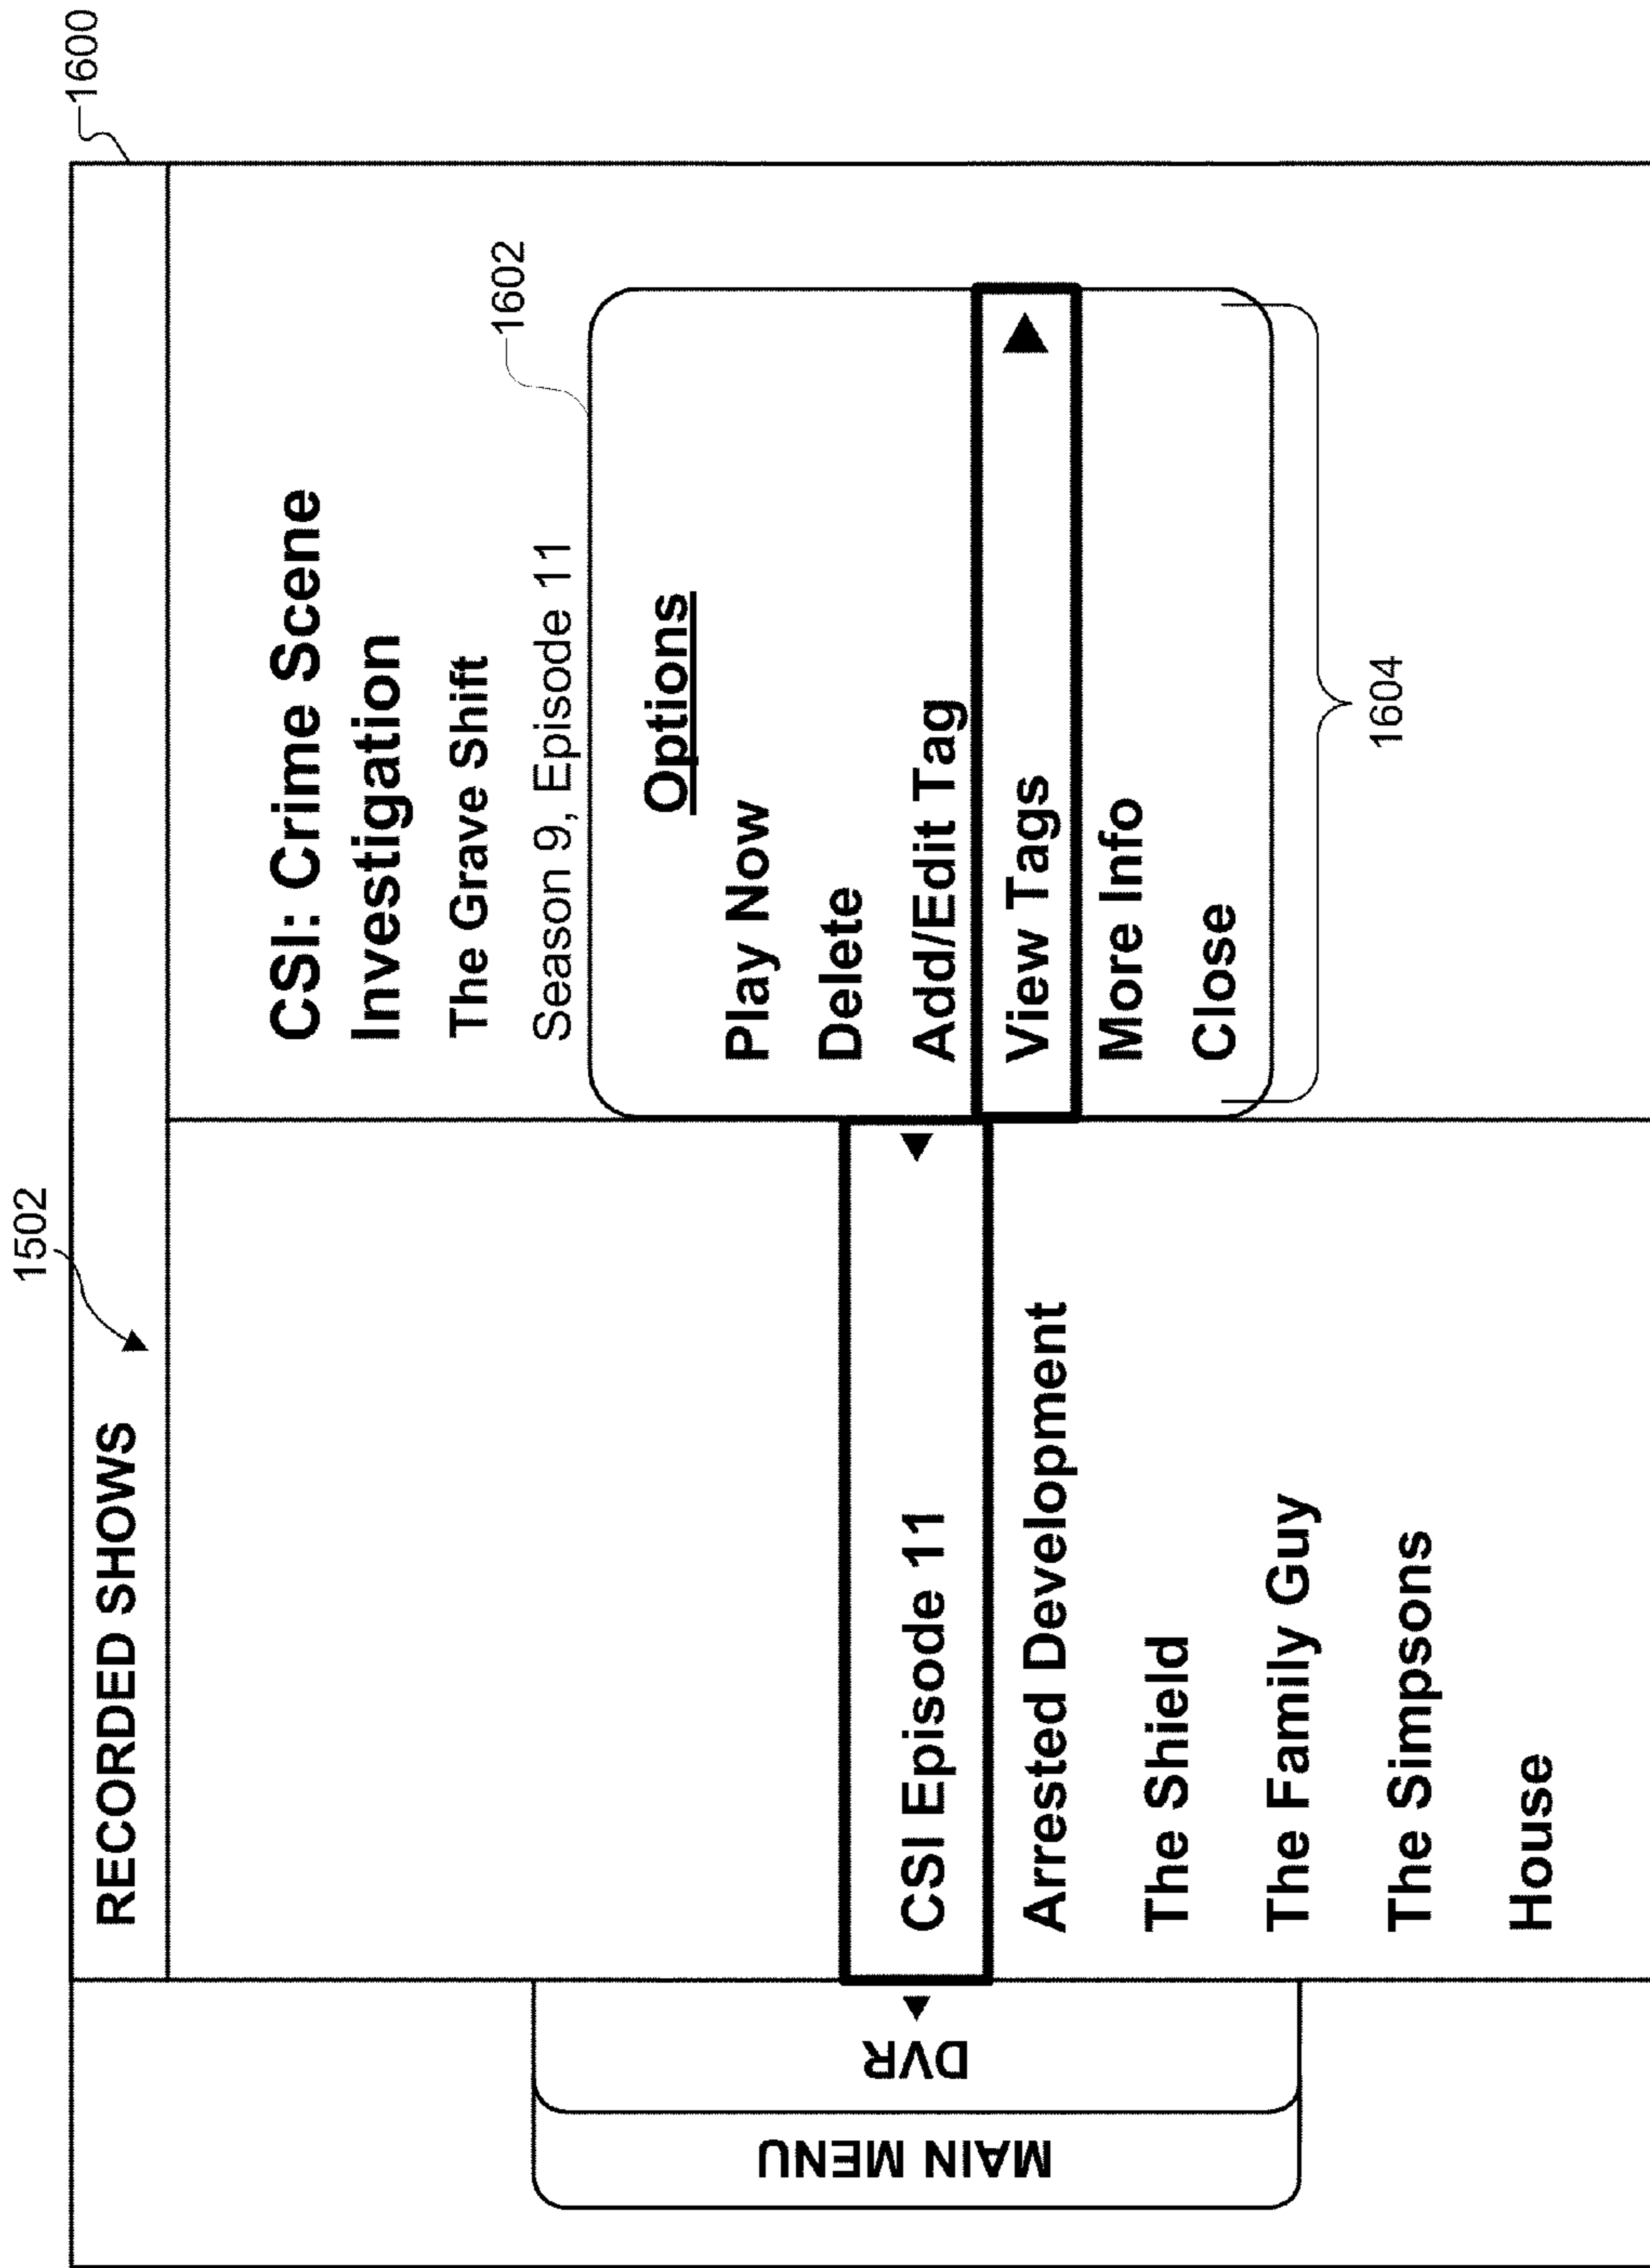 1600
1502
RECORDED SHOWS
MAIN MENU
DVR
CSI Episode 11
Arrested Development
The Shield
The Family Guy
The Simpsons
House
CSI: Crime Scene
Investigation
The Grave Shift
Season 9, Episode 11
1602
Options
Play Now
Delete
Add/Edit Tag
View Tags
More Info
Close
1604